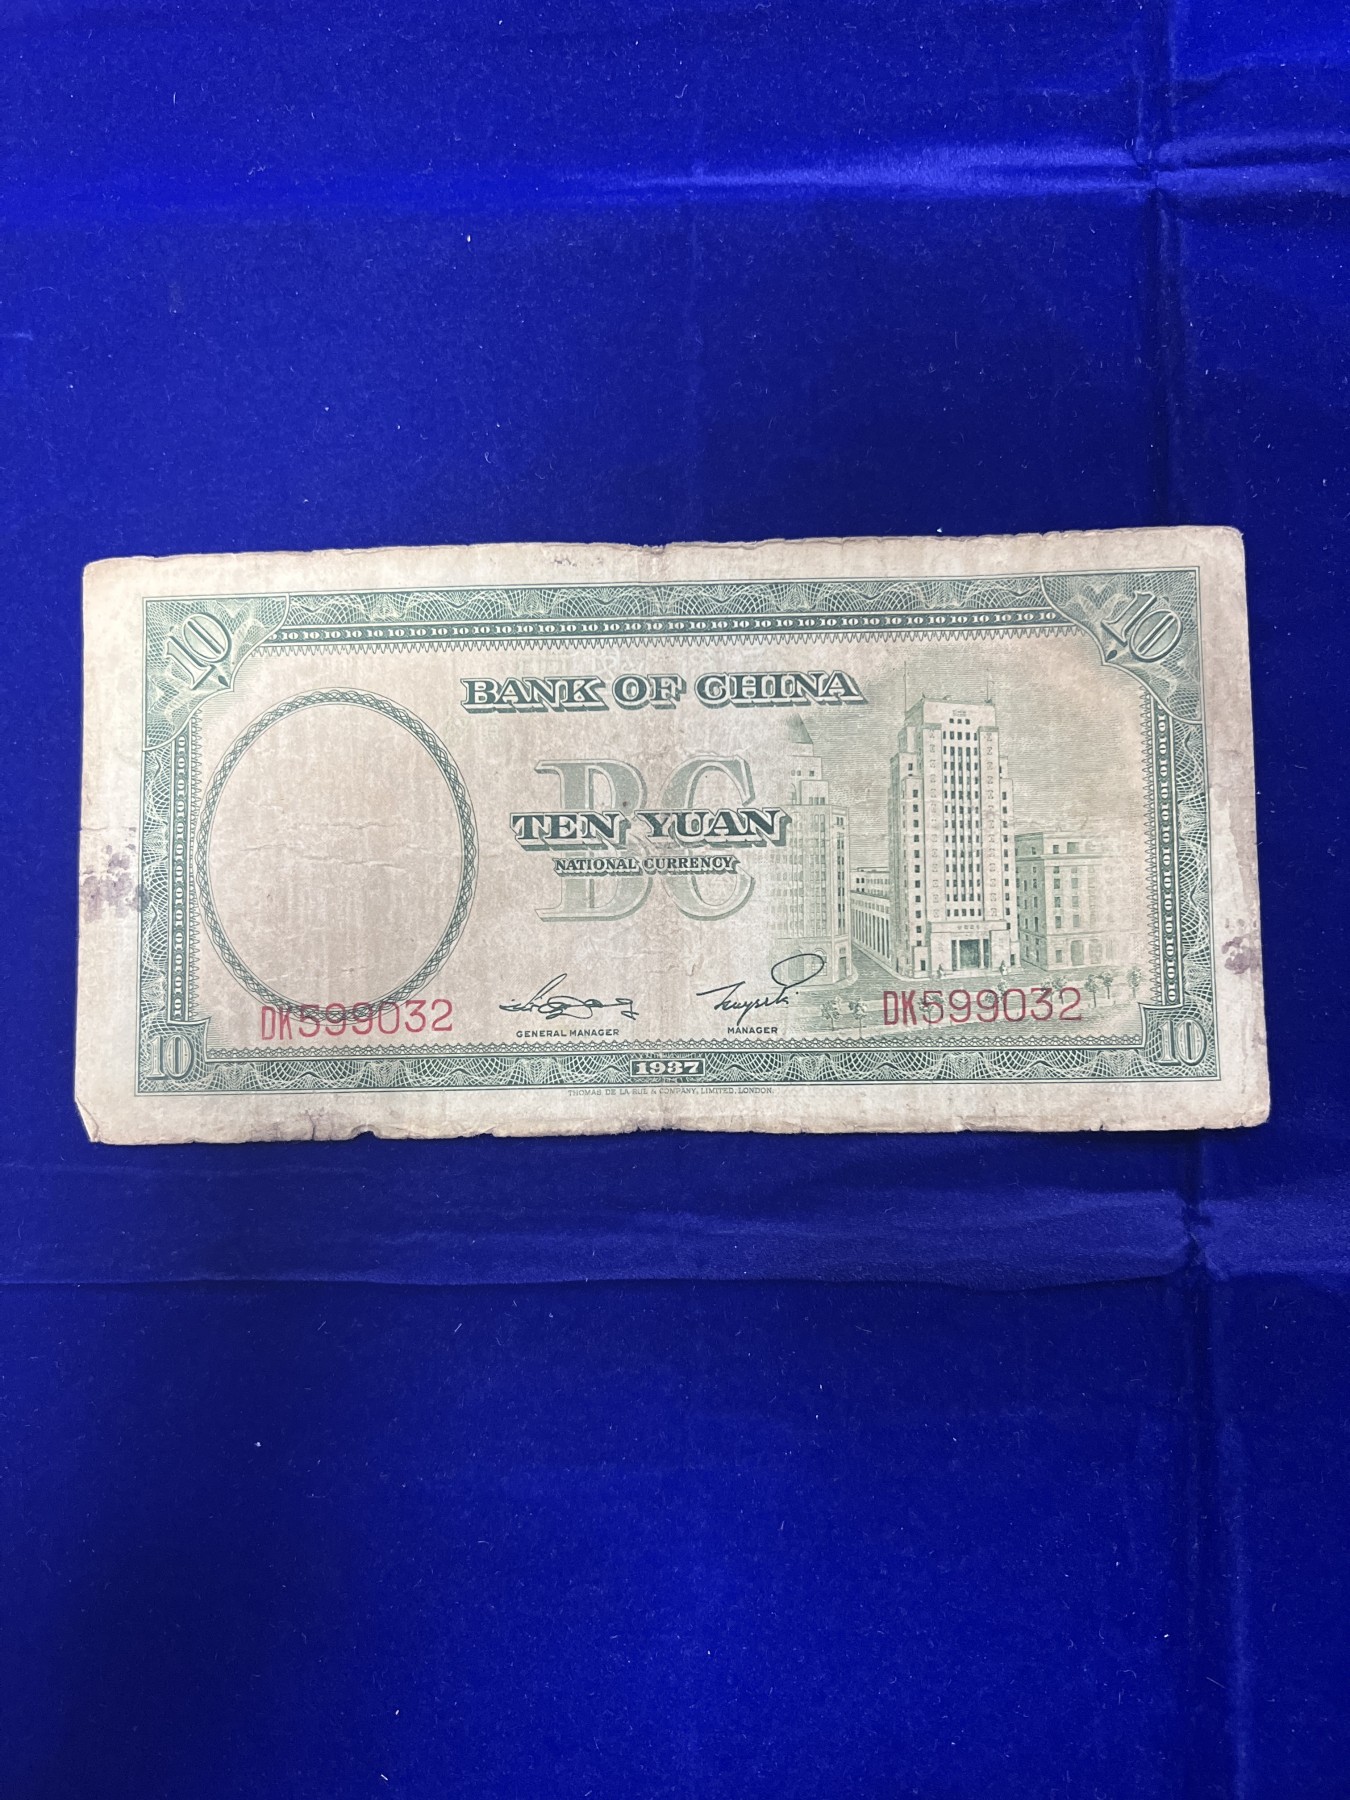 10 10
BANK OF CHINA
BC
TEN YUAN
NATIONAL CURRENCY
DK599032 DK599032
GENERAL MANAGER MANAGER
10 1937 10
THOMAS DE LA RUE & COMPANY, LIMITED, LONDON.